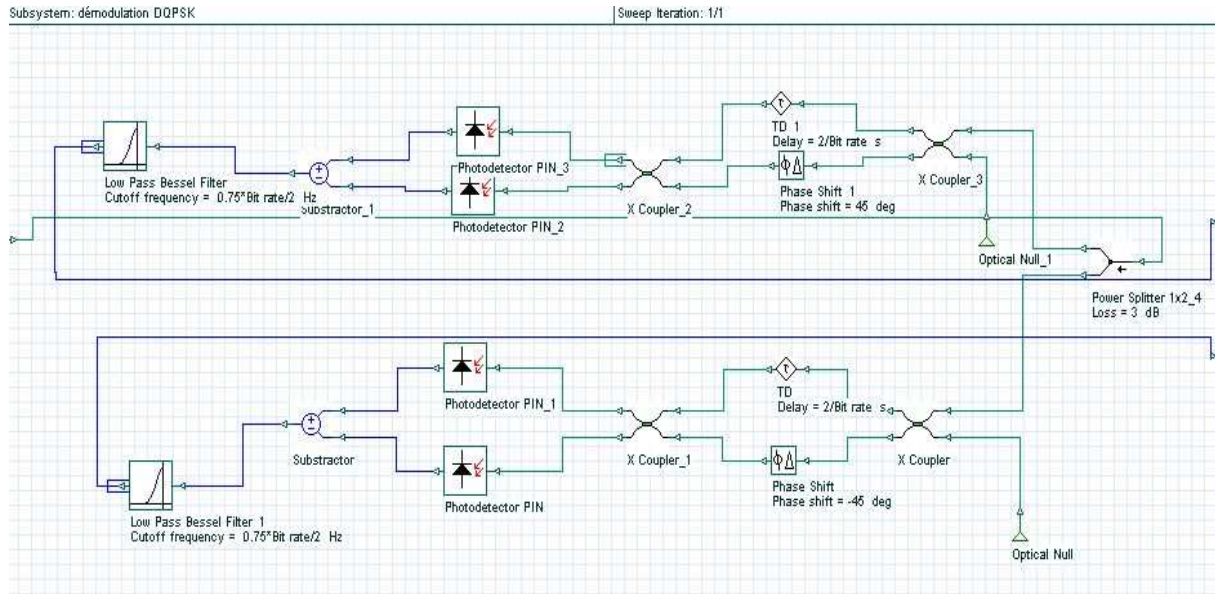 Subsystem: démodulation DQPSK
Sweep Iteration: 1/1
TD 1
Delay = 2/Bit rate s
Photodetector PIN_3
Low Pass Bessel Filter
Cutoff frequency = 0.75*Bit rate/2 Hz
Substractor_1
X Coupler_2
Phase Shift 1
Phase shift = 45 deg
X Coupler_3
Photodetector PIN_2
Optical Null_1
Power Splitter 1x2_4
Loss = 3 dB
TD
Delay = 2/Bit rate s
Photodetector PIN_1
Substractor
X Coupler_1
X Coupler
Phase Shift
Phase shift = -45 deg
Photodetector PIN
Low Pass Bessel Filter 1
Cutoff frequency = 0.75*Bit rate/2 Hz
Optical Null